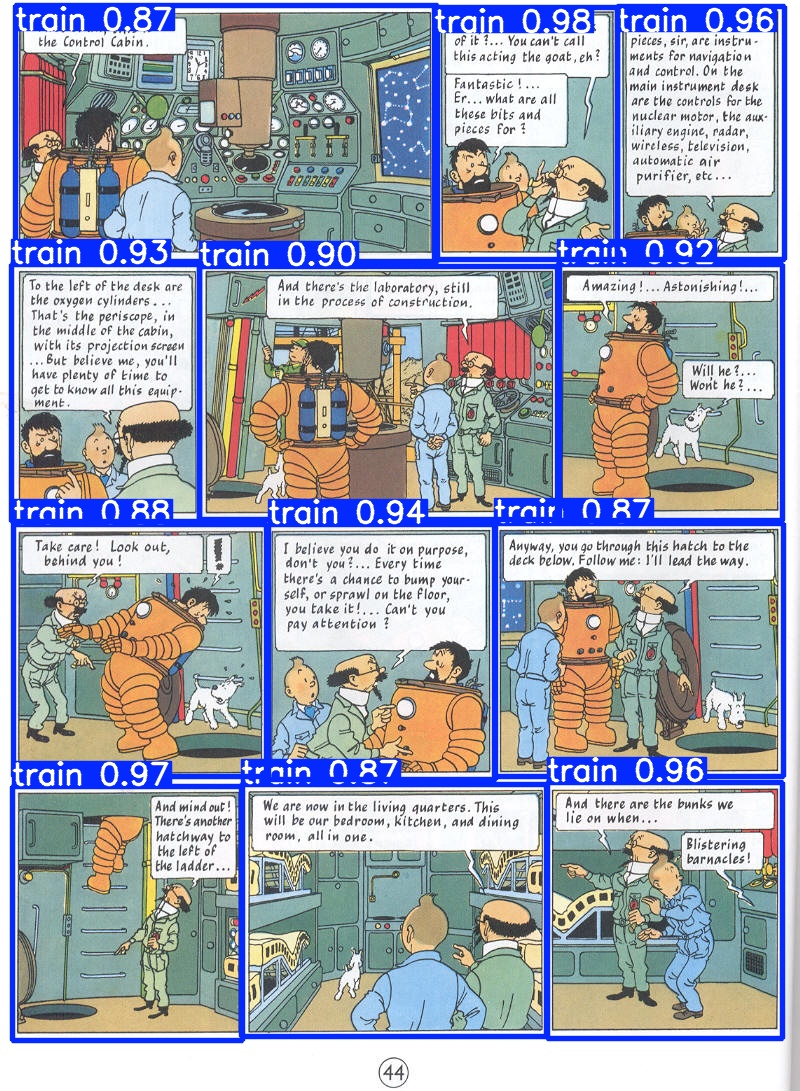 train 0.87
the Control Cabin.
train 0.98
of it?... You can't call
this acting the goat, eh?
Fantastic!...
Er... what are all
these bits and
pieces for?
train 0.96
pieces, sir, are instru-
ments for navigation
and control. On the
main instrument desk
are the controls for the
nuclear motor, the aux-
iliary engine, radar,
wireless, television,
automatic air
purifier, etc...
train 0.93
To the left of the desk are
the oxygen cylinders...
That's the periscope, in
the middle of the cabin,
with its projection screen
...But believe me, you'll
have plenty of time to
get to know all this equip-
ment.
train 0.90
And there's the laboratory, still
in the process of construction.
train 0.92
Amazing!... Astonishing!...
Will he?...
Won't he?...
train 0.88
Take care! Look out,
behind you!
!
train 0.94
I believe you do it on purpose,
don't you?... Every time
there's a chance to bump your-
self, or sprawl on the floor,
you take it!... Can't you
pay attention?
train 0.87
Anyway, you go through this hatch to the
deck below. Follow me: I'll lead the way.
train 0.97
And mind out!
There's another
hatchway to
the left of
the ladder...
train 0.87
We are now in the living quarters. This
will be our bedroom, kitchen, and dining
room, all in one.
train 0.96
And there are the bunks we
lie on when...
Blistering
barnacles!
44